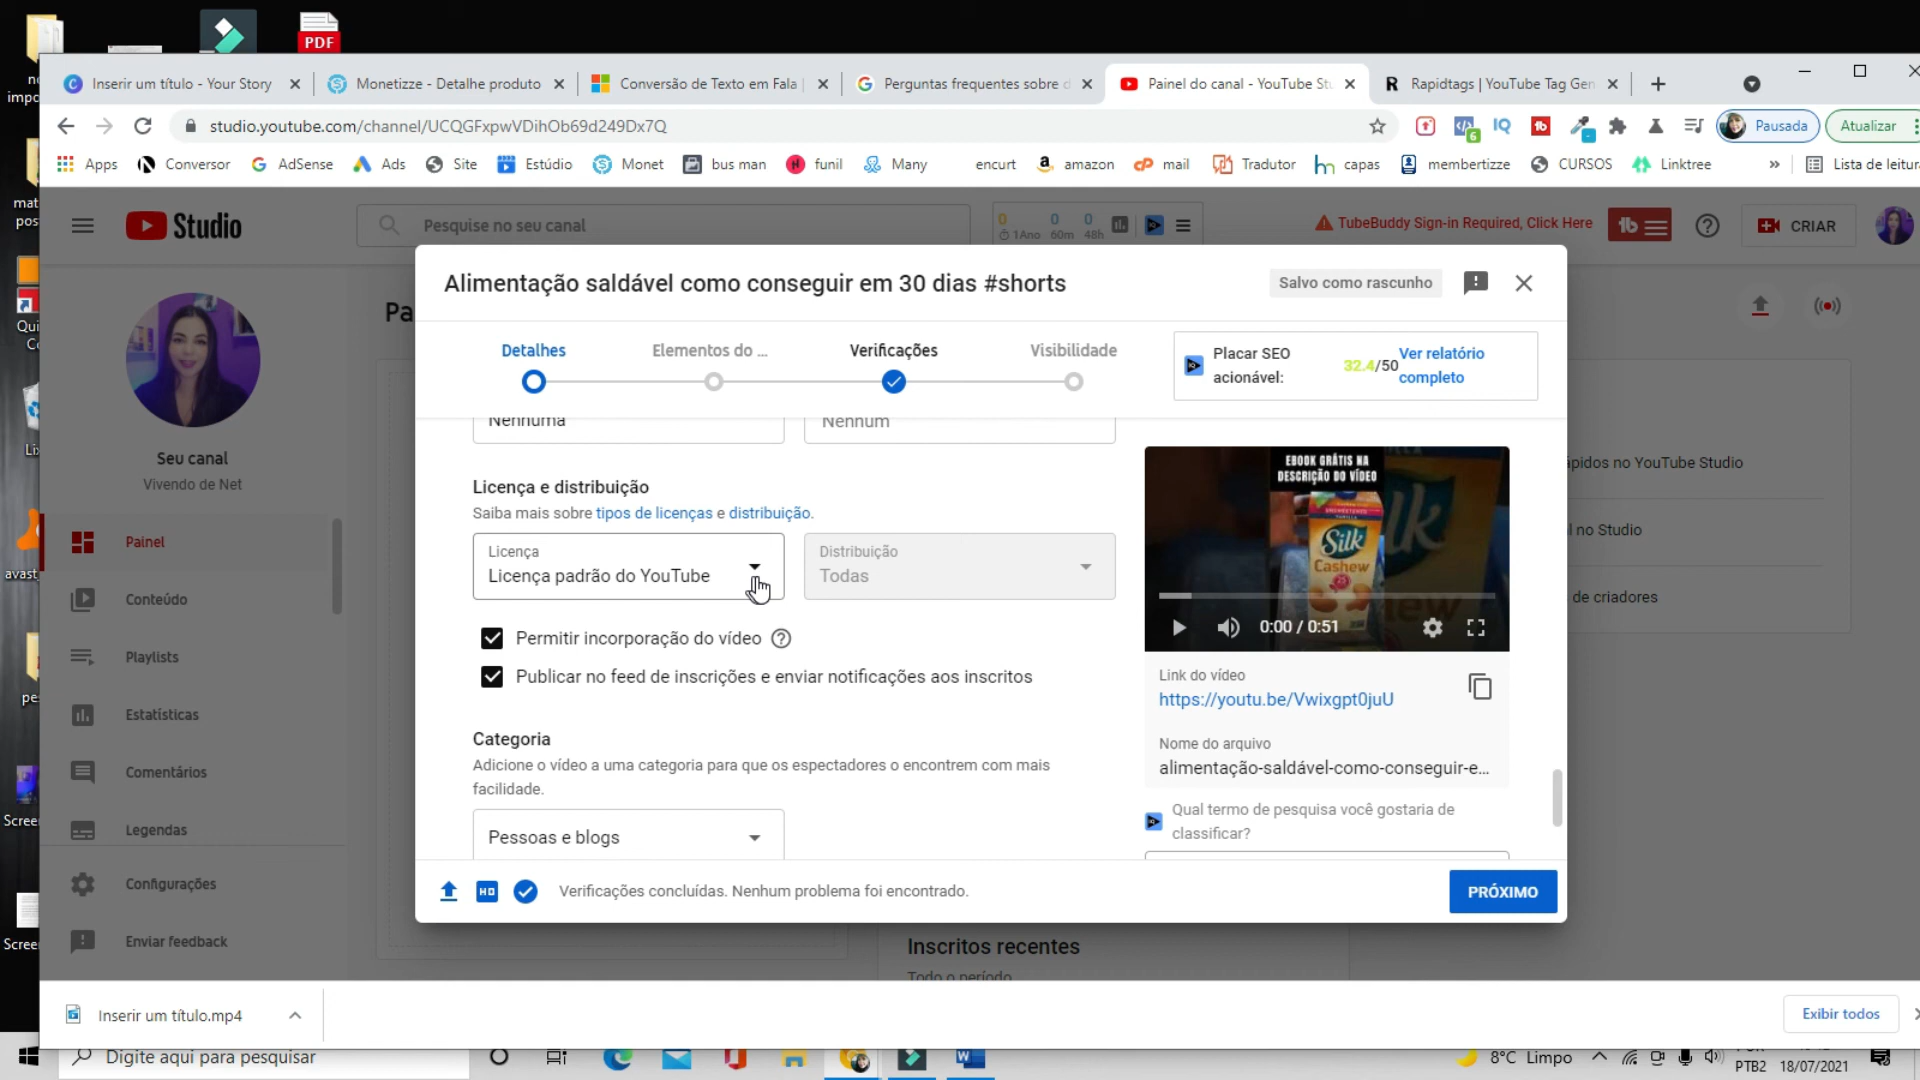 PDF
Inserir um título - Your Story
Monetizze - Detalhe produto
Conversão de Texto em Fala
Perguntas frequentes sobre d
Painel do canal - YouTube Stu
Rapidtags | YouTube Tag Gen
studio.youtube.com/channel/UCQGFxpwVDihOb69d249Dx7Q
Pausada
Atualizar
Apps
Conversor
AdSense
Ads
Site
Estúdio
Monet
bus man
funil
Many
encurt
amazon
mail
Tradutor
capas
membertizze
CURSOS
Linktree
»
Lista de leitura
Studio
Pesquise no seu canal
0 0 0
1Ano 60m 48h
TubeBuddy Sign-in Required, Click Here
CRIAR
Alimentação saldável como conseguir em 30 dias #shorts
Salvo como rascunho
Detalhes
Elementos do ...
Verificações
Visibilidade
Placar SEO acionável:
32.4/50
Ver relatório completo
Nenhuma
Nenhum
Licença e distribuição
Saiba mais sobre tipos de licenças e distribuição.
Licença
Licença padrão do YouTube
Distribuição
Todas
Permitir incorporação do vídeo
Publicar no feed de inscrições e enviar notificações aos inscritos
Categoria
Adicione o vídeo a uma categoria para que os espectadores o encontrem com mais
facilidade.
Pessoas e blogs
EBOOK GRÁTIS NA
DESCRIÇÃO DO VÍDEO
Silk
Cashew
0:00 / 0:51
Link do vídeo
https://youtu.be/Vwixgpt0juU
Nome do arquivo
alimentação-saldável-como-conseguir-e...
Qual termo de pesquisa você gostaria de
classificar?
Verificações concluídas. Nenhum problema foi encontrado.
PRÓXIMO
Seu canal
Vivendo de Net
Painel
Conteúdo
Playlists
Estatísticas
Comentários
Legendas
Configurações
Enviar feedback
Pa
ápidos no YouTube Studio
l no Studio
de criadores
Inscritos recentes
Todo o período
Inserir um título.mp4
Exibir todos
Digite aqui para pesquisar
8°C Limpo
PTB2
18/07/2021